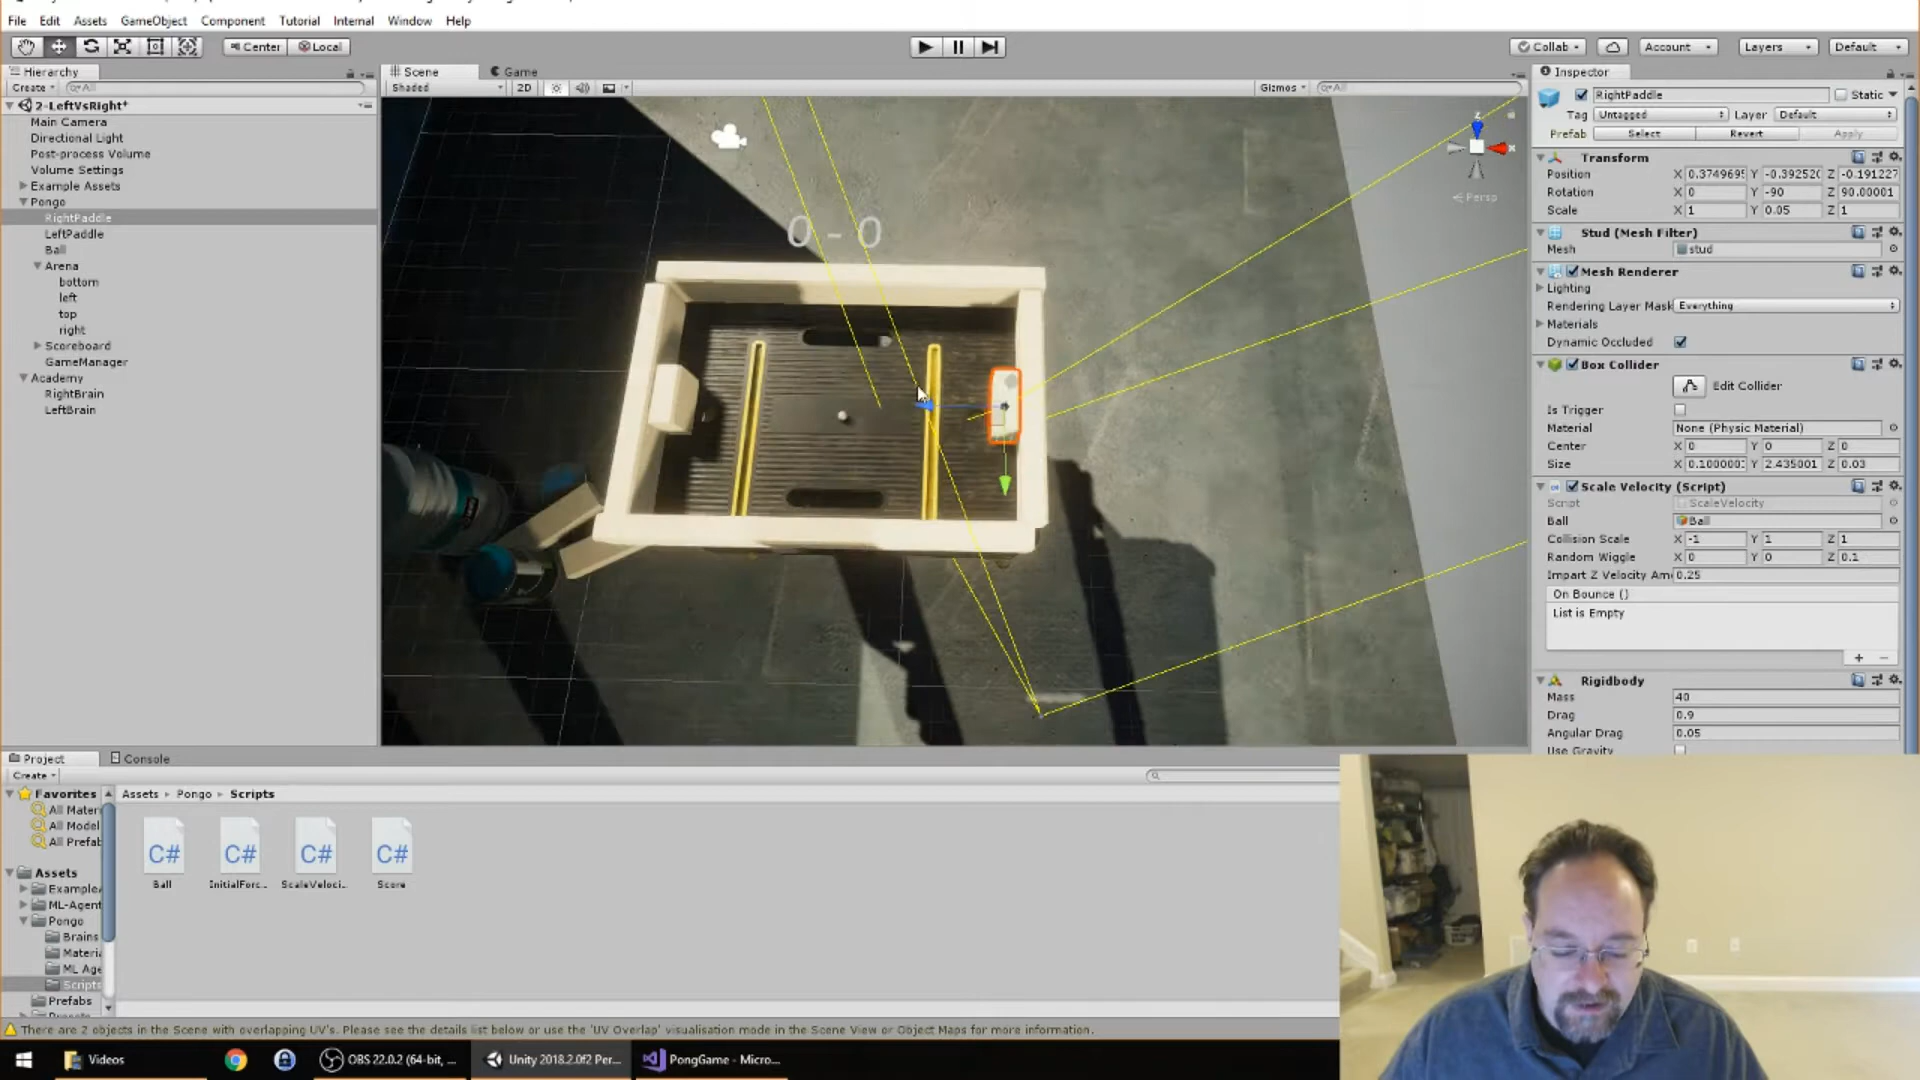 File Edit Assets GameObject Component Tutorial Internal Window Help
Center Local
Collab Account Layers Default
Hierarchy
Create
All
2-LeftVsRight*
Main Camera
Directional Light
Post-process Volume
Volume Settings
Example Assets
Pongo
RightPaddle
LeftPaddle
Ball
Arena
bottom
left
top
right
Scoreboard
GameManager
Academy
RightBrain
LeftBrain
Scene Game
Shaded 2D Gizmos All
0 - 0
Persp
Inspector
RightPaddle Static
Tag Untagged Layer Default
Prefab Select Revert Apply
Transform
Position X 0.3749695 Y -0.392520 Z -0.191227
Rotation X 0 Y -90 Z 90.00001
Scale X 1 Y 0.05 Z 1
Stud (Mesh Filter)
Mesh stud
Mesh Renderer
Lighting
Rendering Layer Mask Everything
Materials
Dynamic Occluded
Box Collider
Edit Collider
Is Trigger
Material None (Physic Material)
Center X 0 Y 0 Z 0
Size X 0.100000 Y 2.435001 Z 0.03
Scale Velocity (Script)
Script ScaleVelocity
Ball Ball
Collision Scale X -1 Y 1 Z 1
Random Wiggle X 0 Y 0 Z 0.1
Impart Z Velocity Am 0.25
On Bounce ()
List is Empty
Rigidbody
Mass 40
Drag 0.9
Angular Drag 0.05
Use Gravity
Project Console
Create
Favorites
All Mater
All Model
All Prefab
Assets
Example
ML-Agent
Pongo
Brains
Materia
ML Age
Scripts
Prefabs
Assets Pongo Scripts
C# C# C# C#
Ball InitialForc... ScaleVeloci... Score
There are 2 objects in the Scene with overlapping UV's. Please see the details list below or use the 'UV Overlap' visualisation mode in the Scene View or Object Maps for more information.
Videos OBS 22.0.2 (64-bit, ... Unity 2018.2.0f2 Per... PongGame - Micro...